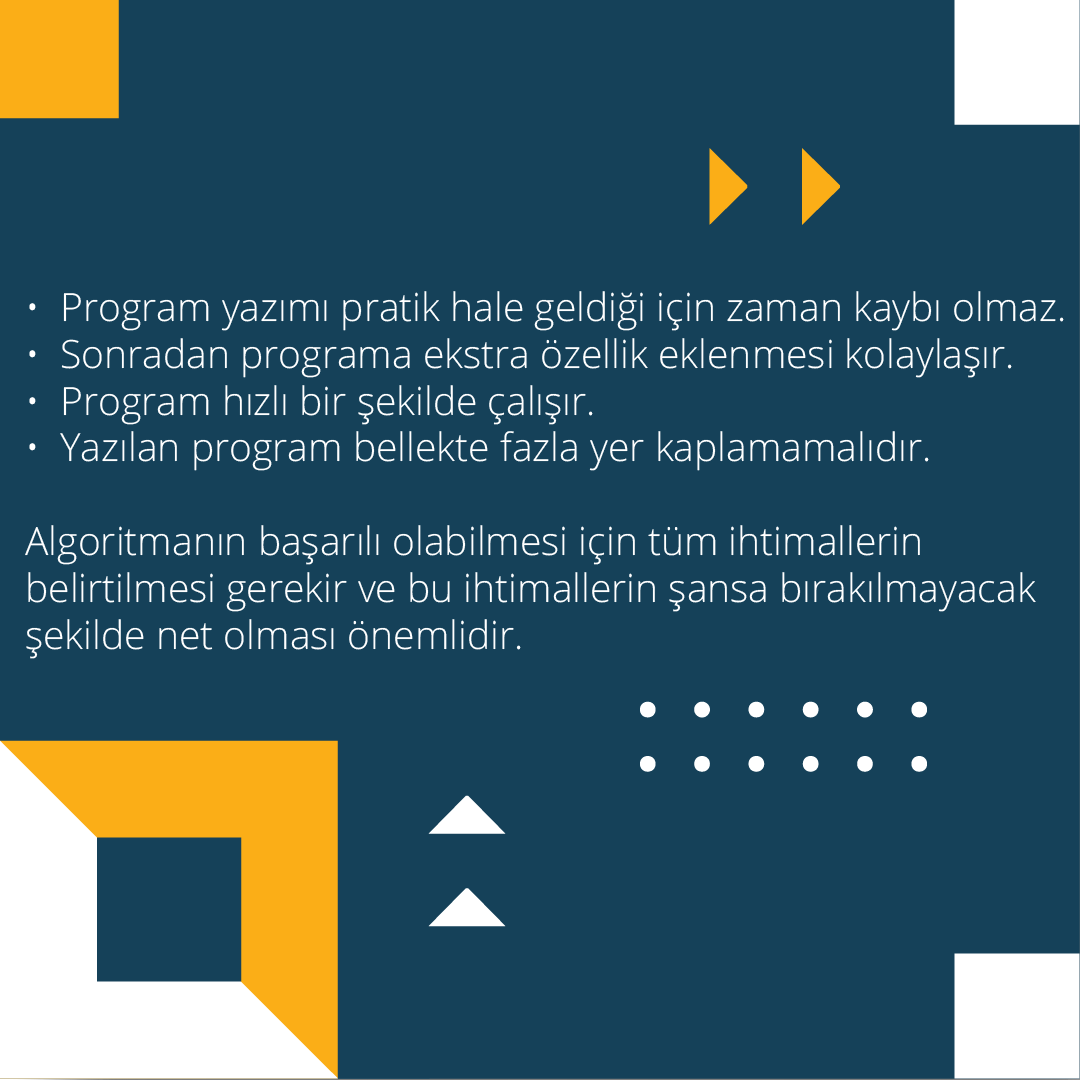 • Program yazımı pratik hale geldiği için zaman kaybı olmaz.
• Sonradan programa ekstra özellik eklenmesi kolaylaşır.
• Program hızlı bir şekilde çalışır.
• Yazılan program bellekte fazla yer kaplamamalıdır.
Algoritmanın başarılı olabilmesi için tüm ihtimallerin
belirtilmesi gerekir ve bu ihtimallerin şansa bırakılmayacak
şekilde net olması önemlidir.